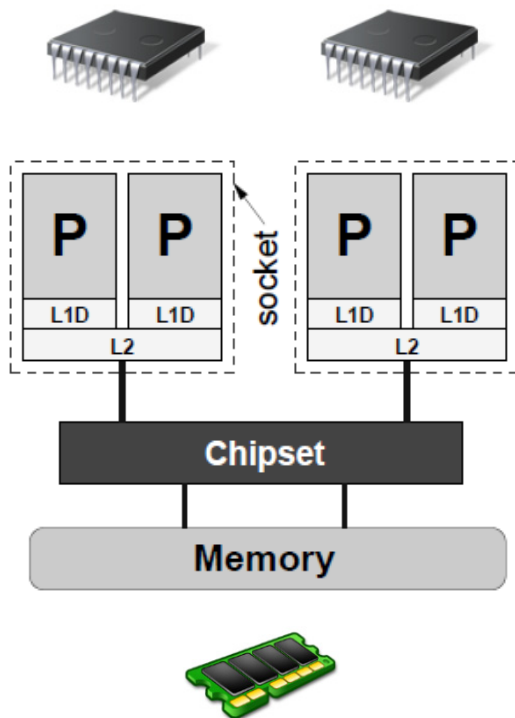 P P P P
socket
L1D L1D L1D L1D
L2 L2
Chipset
Memory